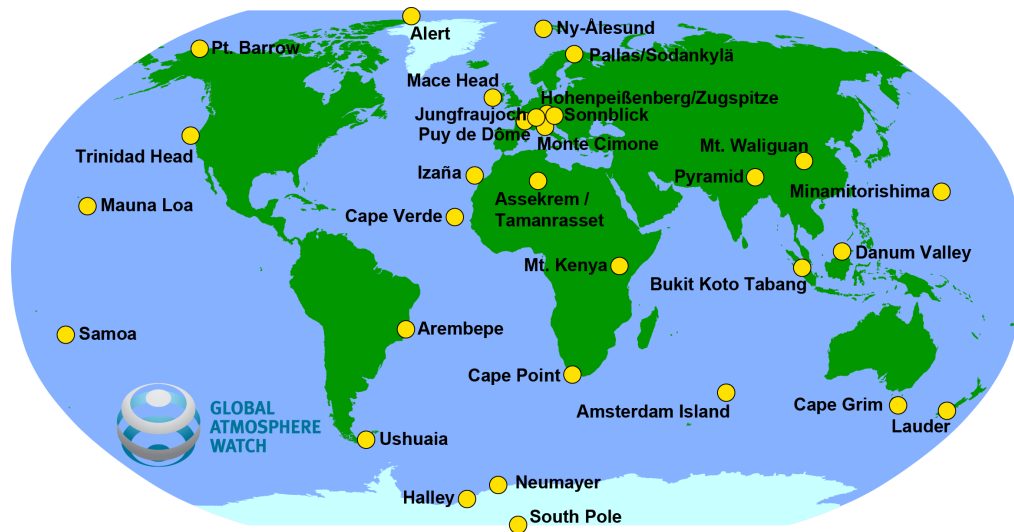 Ny-Ålesund
Alert
Pt. Barrow
Pallas/Sodankylä
Mace Head
Hohenpeißenberg/Zugspitze
Jungfraujoch
Sonnblick
Puy de Dôme
Monte Cimone
Mt. Waliguan
Trinidad Head
Izaña
Pyramid
Minamitorishima
Assekrem /
Tamanrasset
Mauna Loa
Cape Verde
Danum Valley
Mt. Kenya
Bukit Koto Tabang
Samoa
Arembepe
Cape Point
Amsterdam Island
Cape Grim
Lauder
GLOBAL
ATMOSPHERE
WATCH
Ushuaia
Neumayer
Halley
South Pole